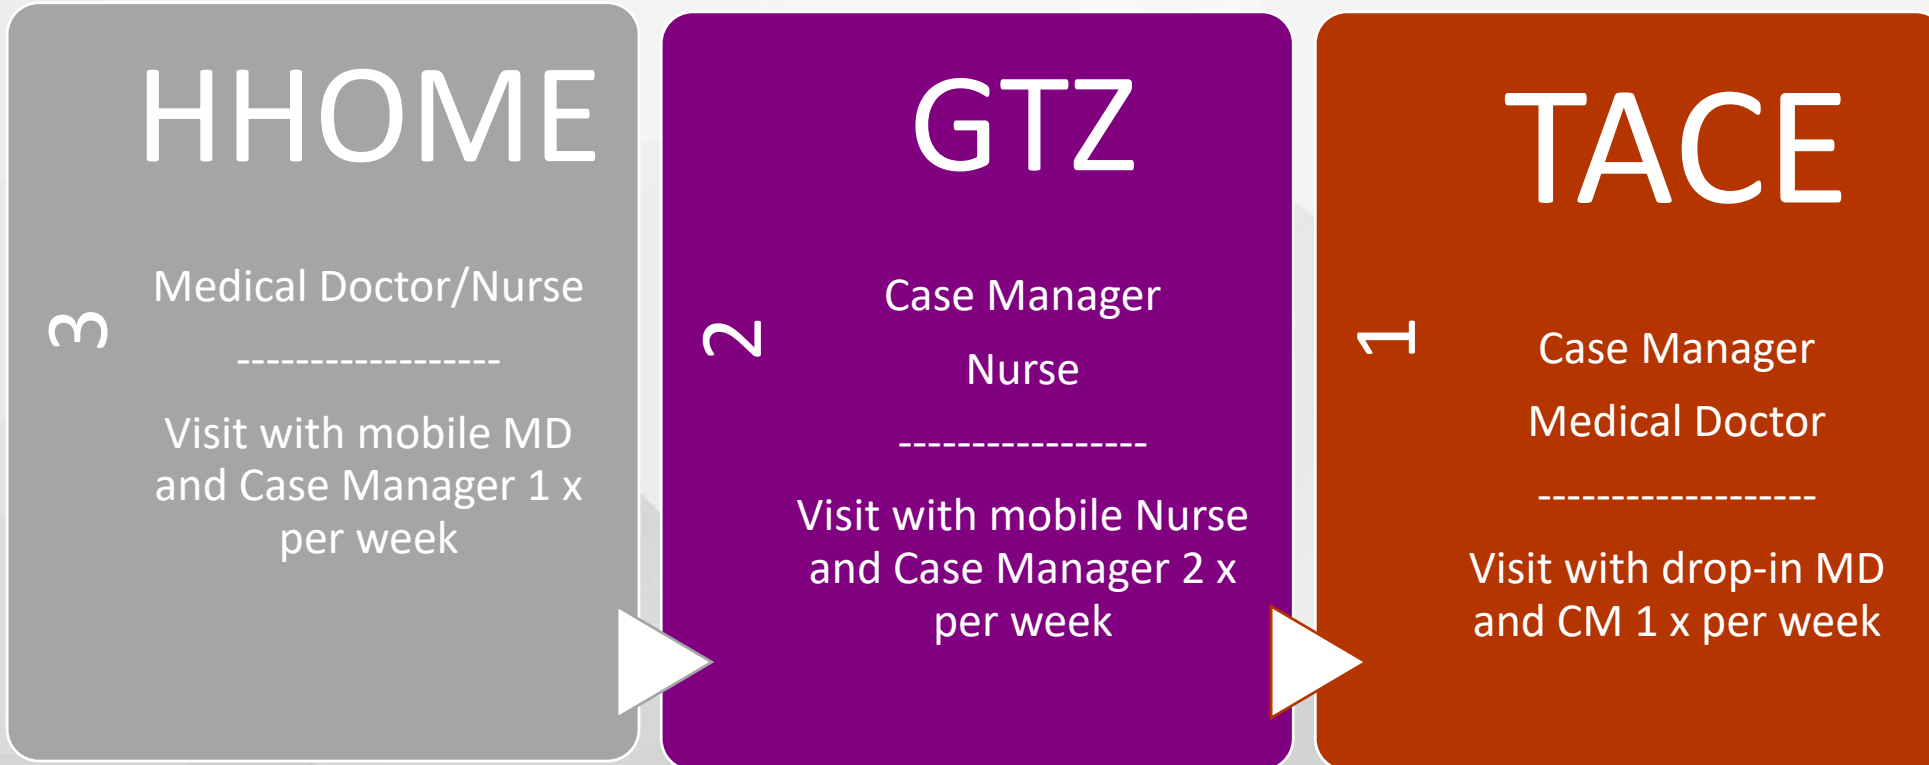 HHOME
3
Medical Doctor/Nurse
------------------
Visit with mobile MD
and Case Manager 1 x
per week
GTZ
2
Case Manager
Nurse
-----------------
Visit with mobile Nurse
and Case Manager 2 x
per week
TACE
1
Case Manager
Medical Doctor
-------------------
Visit with drop-in MD
and CM 1 x per week